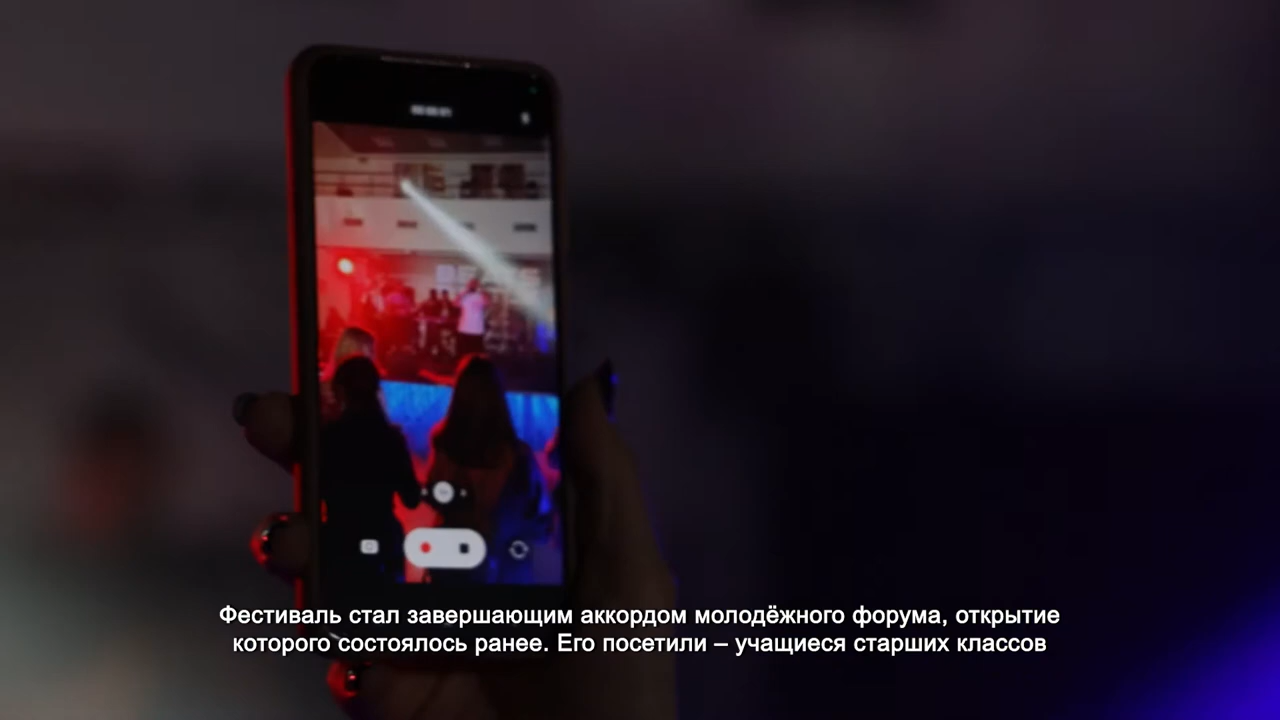 Фестиваль стал завершающим аккордом молодёжного форума, открытие
которого состоялось ранее. Его посетили – учащиеся старших классов